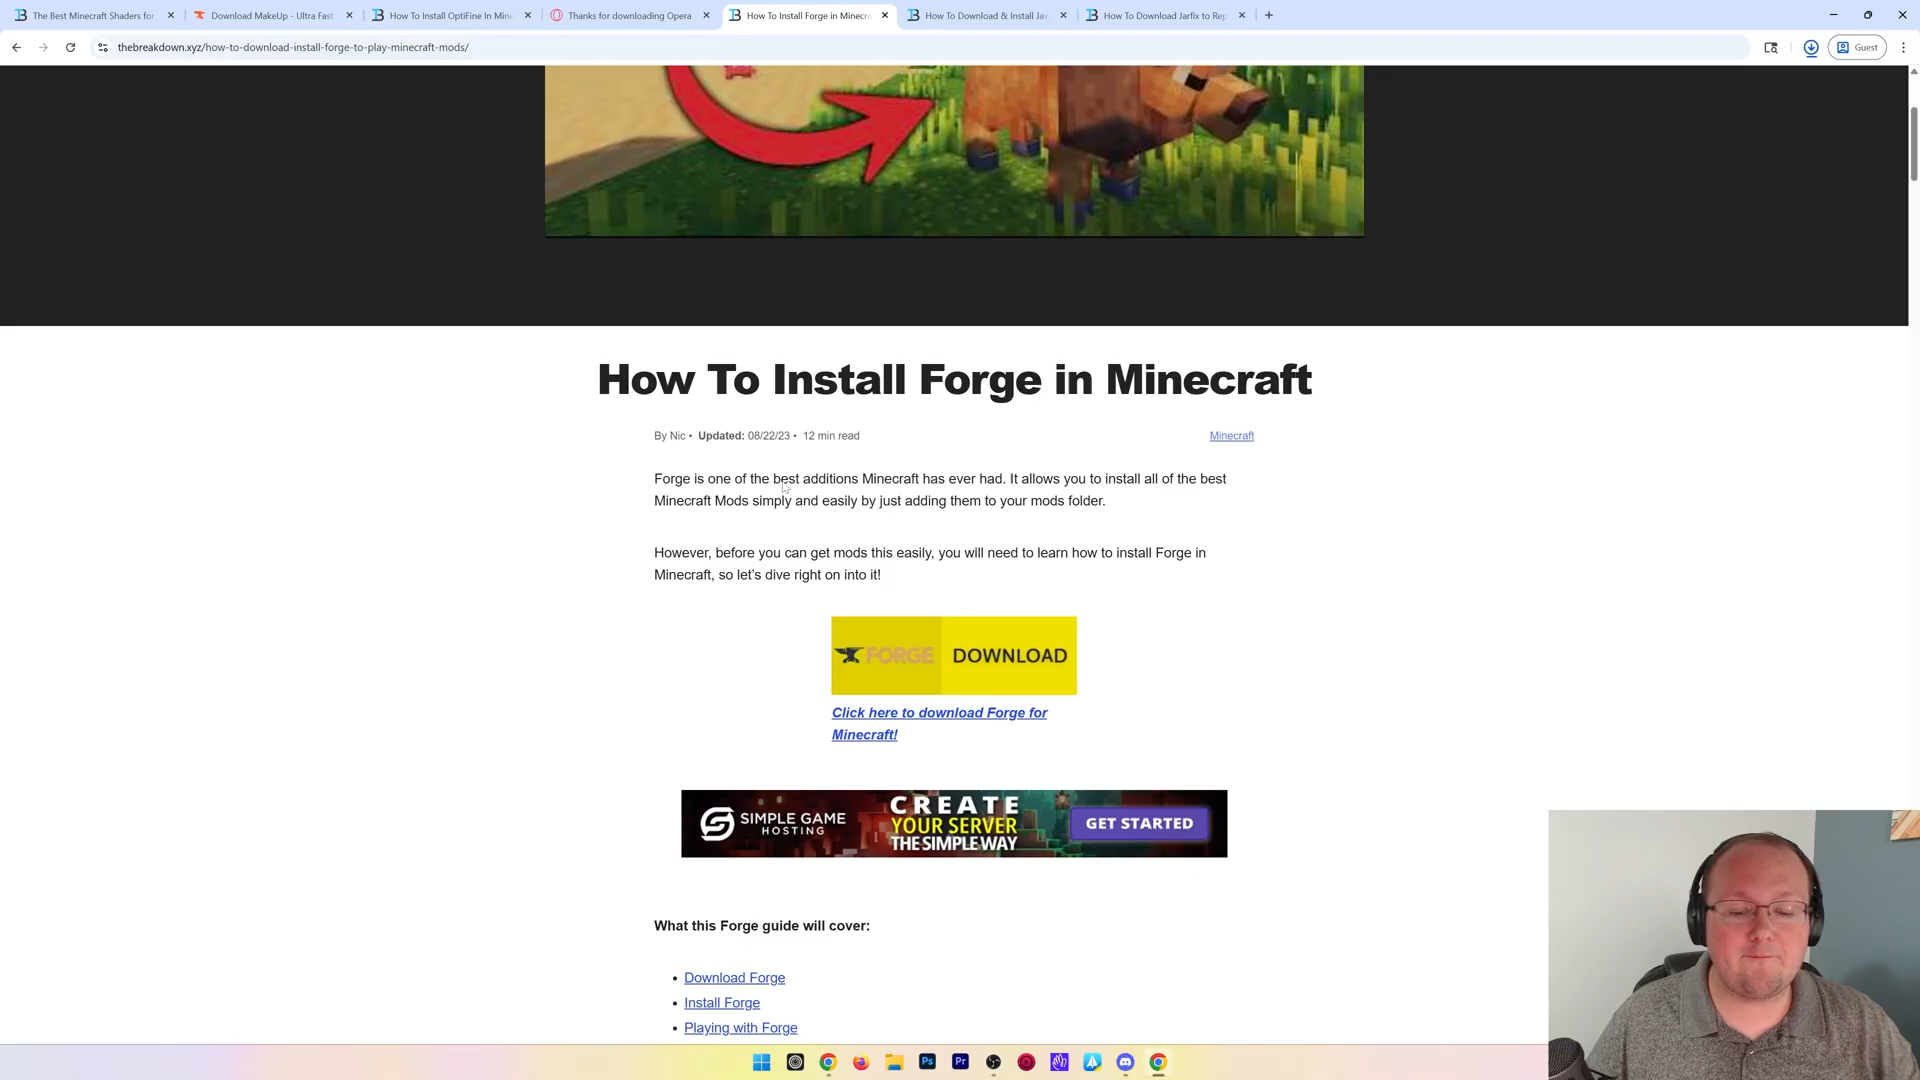 The Best Minecraft Shaders for
Download MakeUp - Ultra Fast
How To Install OptiFine In Mine
Thanks for downloading Opera
How To Install Forge in Minecra
How To Download & Install Jav
How To Download Jarfix to Rep
thebreakdown.xyz/how-to-download-install-forge-to-play-minecraft-mods/
Guest
How To Install Forge in Minecraft
By Nic • Updated: 08/22/23 • 12 min read
Minecraft
Forge is one of the best additions Minecraft has ever had. It allows you to install all of the best
Minecraft Mods simply and easily by just adding them to your mods folder.
However, before you can get mods this easily, you will need to learn how to install Forge in
Minecraft, so let's dive right on into it!
FORGE DOWNLOAD
Click here to download Forge for
Minecraft!
SIMPLE GAME
HOSTING
CREATE
YOUR SERVER
THE SIMPLE WAY
GET STARTED
What this Forge guide will cover:
• Download Forge
• Install Forge
• Playing with Forge
Ps
Pr